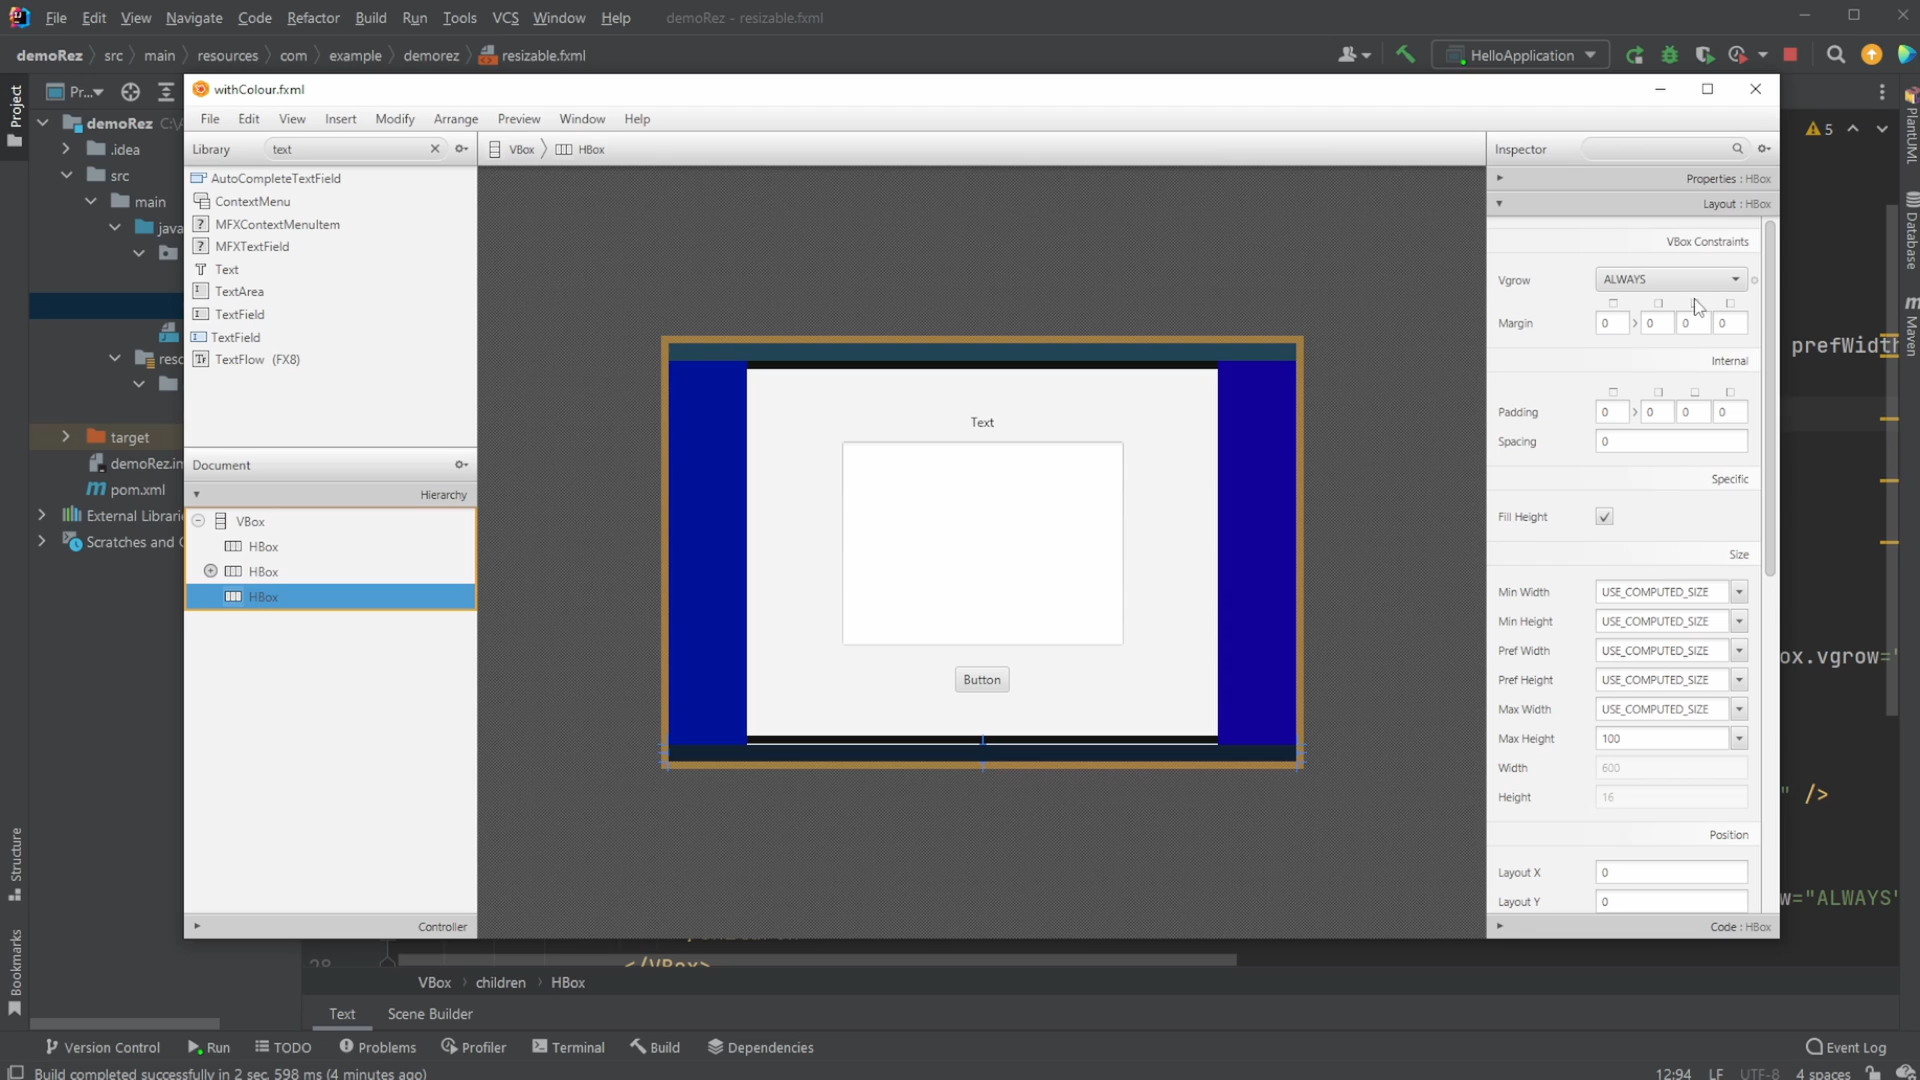 File Edit View Navigate Code Refactor Build Run Tools VCS Window Help demoRez - resizable.fxml
demoRez src main resources com example demorez resizable.fxml HelloApplication
Project
Pr...
withColour.fxml
File Edit View Insert Modify Arrange Preview Window Help
demoRez C:\
.idea
src
main
java
target
demoRez.im
pom.xml
External Librari
Scratches and
Library text
AutoCompleteTextField
ContextMenu
MFXContextMenuItem
MFXTextField
Text
TextArea
TextField
TextField
TextFlow (FX8)
Document
Hierarchy
VBox
HBox
HBox
HBox
Controller
VBox HBox
Text
Button
Inspector
Properties : HBox
Layout : HBox
VBox Constraints
Vgrow ALWAYS
Margin 0 0 0 0
Internal
Padding 0 0 0 0
Spacing 0
Specific
Fill Height
Size
Min Width USE_COMPUTED_SIZE
Min Height USE_COMPUTED_SIZE
Pref Width USE_COMPUTED_SIZE
Pref Height USE_COMPUTED_SIZE
Max Width USE_COMPUTED_SIZE
Max Height 100
Width 600
Height 16
Position
Layout X 0
Layout Y 0
Code : HBox
5
prefWidth
ox.vgrow="
" />
w="ALWAYS"
PlantUML
Database
Maven
Structure
Bookmarks
28 </VBox>
VBox children HBox
Text Scene Builder
Version Control Run TODO Problems Profiler Terminal Build Dependencies Event Log
Build completed successfully in 2 sec, 598 ms (4 minutes ago) 12:94 LF UTF-8 4 spaces